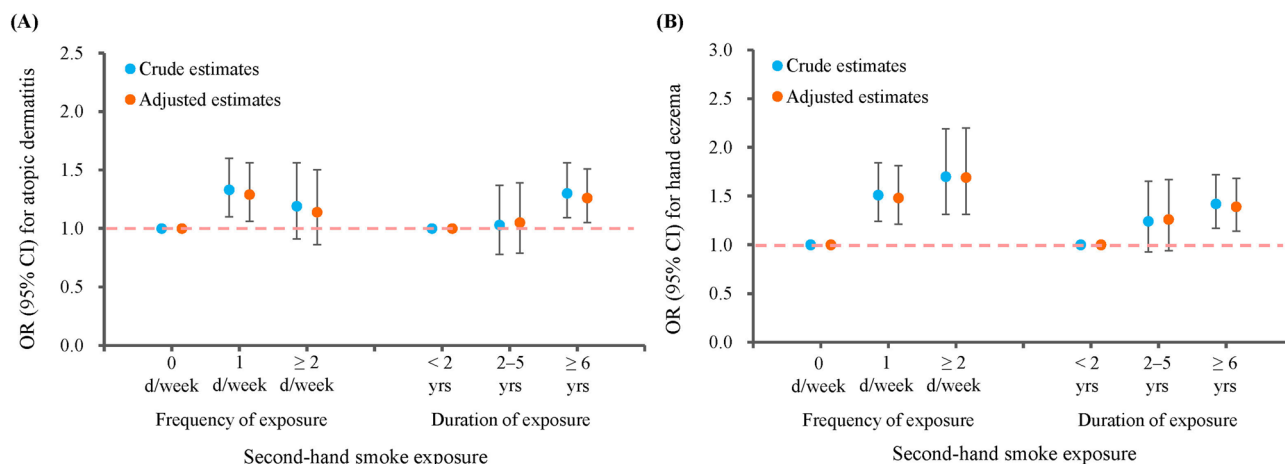 (A)
OR (95% CI) for atopic dermatitis
2.5
2.0
1.5
1.0
0.5
0.0
Crude estimates
Adjusted estimates
0 1 ≥ 2 < 2 2–5 ≥ 6
d/week d/week d/week yrs yrs yrs
Frequency of exposure Duration of exposure
Second-hand smoke exposure
(B)
OR (95% CI) for hand eczema
3.0
2.5
2.0
1.5
1.0
0.5
0.0
Crude estimates
Adjusted estimates
0 1 ≥ 2 < 2 2–5 ≥ 6
d/week d/week d/week yrs yrs yrs
Frequency of exposure Duration of exposure
Second-hand smoke exposure